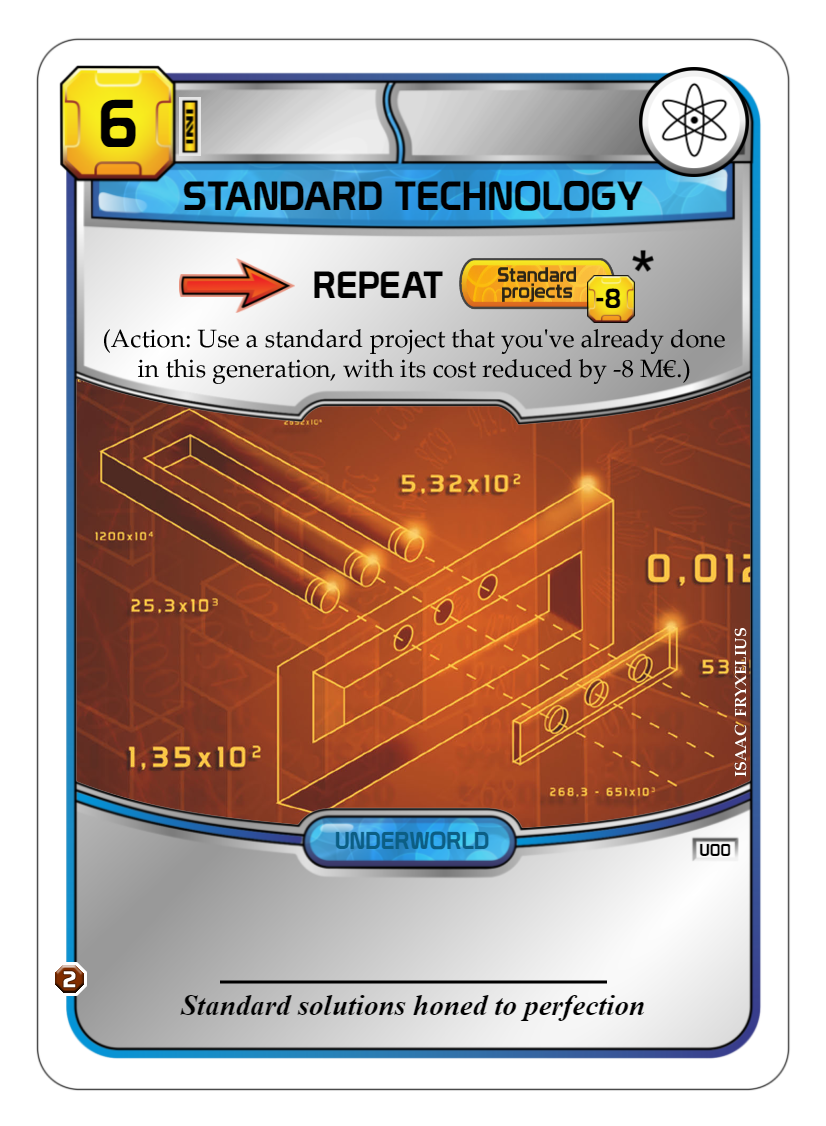 6
STANDARD TECHNOLOGY
REPEAT Standard projects -8 *
(Action: Use a standard project that you've already done
in this generation, with its cost reduced by -8 M€.)
2852x10⁴
5,32x10²
1200x10⁴
0,012
25,3x10³
53
ISAAC FRYXELIUS
1,35x10²
268,3 - 651x10³
UNDERWORLD
U00
2
Standard solutions honed to perfection